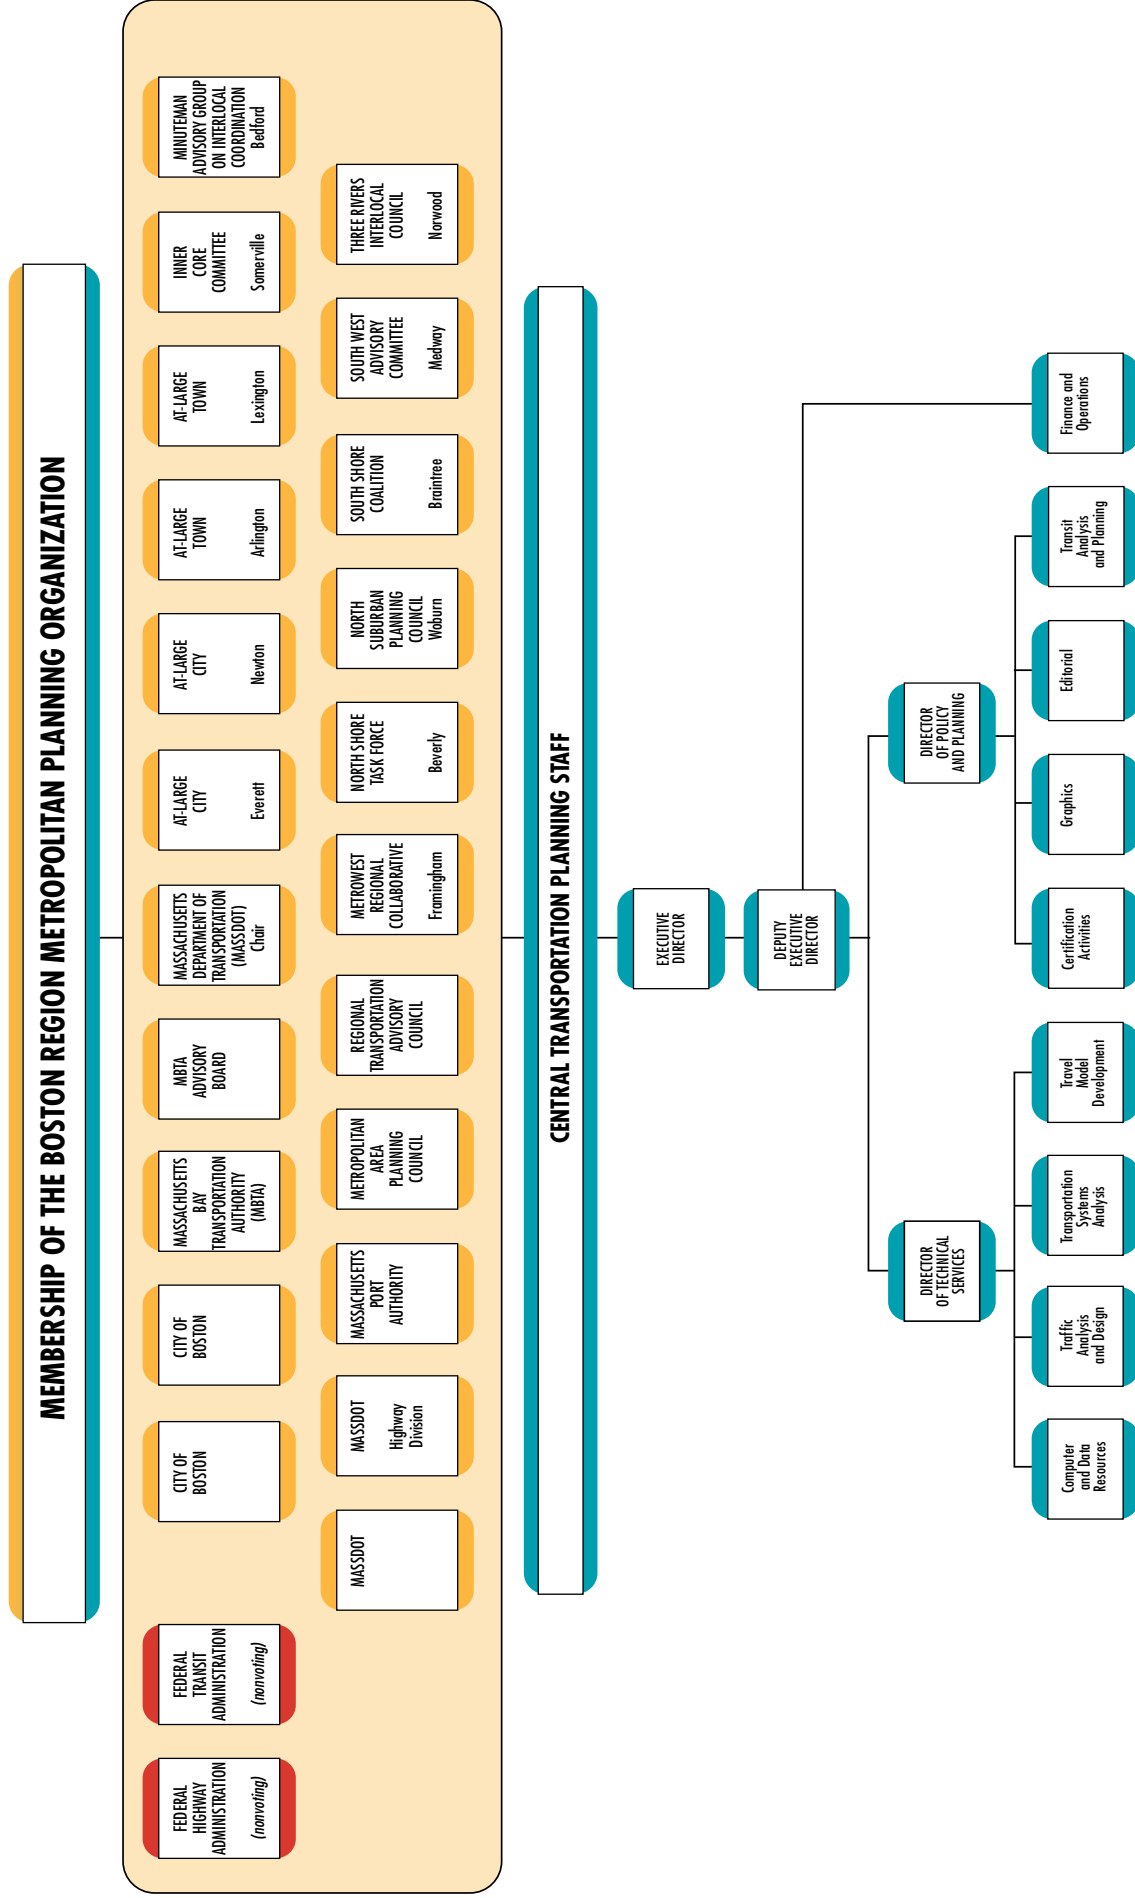 MEMBERSHIP OF THE BOSTON REGION METROPOLITAN PLANNING ORGANIZATION
FEDERAL
HIGHWAY
ADMINISTRATION
(nonvoting)
FEDERAL
TRANSIT
ADMINISTRATION
(nonvoting)
CITY OF
BOSTON
CITY OF
BOSTON
MASSACHUSETTS
BAY
TRANSPORTATION
AUTHORITY
(MBTA)
MBTA
ADVISORY
BOARD
MASSACHUSETS
DEPARTMENT OF
TRANSPORTATION
(MASSDOT)
Chair
AT-LARGE
CITY
Everett
AT-LARGE
CITY
Newton
AT-LARGE
TOWN
Arlington
AT-LARGE
TOWN
Lexington
INNER
CORE
COMMITTEE
Somerville
MINUTEMAN
ADVISORY GROUP
ON INTERLOCAL
COORDINATION
Bedford
MASSDOT
MASSDOT
Highway
Division
MASSACHUSETTS
PORT
AUTHORITY
METROPOLITAN
AREA
PLANNING
COUNCIL
REGIONAL
TRANSPORTATION
ADVISORY
COUNCIL
METROWEST
REGIONAL
COLLABORATIVE
Framingham
NORTH SHORE
TASK FORCE
Beverly
NORTH
SUBURBAN
PLANNING
COUNCIL
Woburn
SOUTH SHORE
COALITION
Braintree
SOUTH WEST
ADVISORY
COMMITTEE
Medway
THREE RIVERS
INTERLOCAL
COUNCIL
Norwood
CENTRAL TRANSPORTATION PLANNING STAFF
EXECUTIVE
DIRECTOR
DEPUTY
EXECUTIVE
DIRECTOR
DIRECTOR
OF TECHNICAL
SERVICES
DIRECTOR
OF POLICY
AND PLANNING
Computer
and Data
Resources
Traffic
Analysis
and Design
Transportation
Systems
Analysis
Travel
Model
Development
Certification
Activities
Graphics
Editorial
Transit
Analysis
and Planning
Finance and
Operations